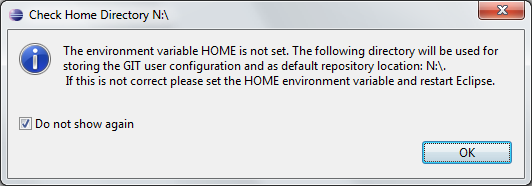 Check Home Directory N:\
The environment variable HOME is not set. The following directory will be used for
storing the GIT user configuration and as default repository location: N:\.
If this is not correct please set the HOME environment variable and restart Eclipse.
Do not show again
OK